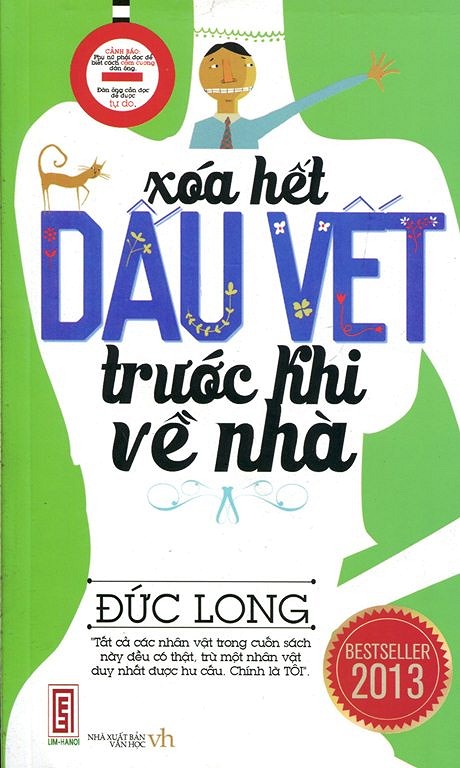 CẢNH BÁO:
Phụ nữ phải đọc để
biết cách cầm cương
đàn ông.
Đàn ông cần đọc
để được
tự do.
xóa hết
DẤU VẾT
trước khi
về nhà
ĐỨC LONG
"Tất cả các nhân vật trong cuốn sách
này đều có thật, trừ một nhân vật
duy nhất được hư cấu. Chính là TÔI".
BESTSELLER
2013
LIM-HANOI
NHÀ XUẤT BẢN
VĂN HỌC
vh